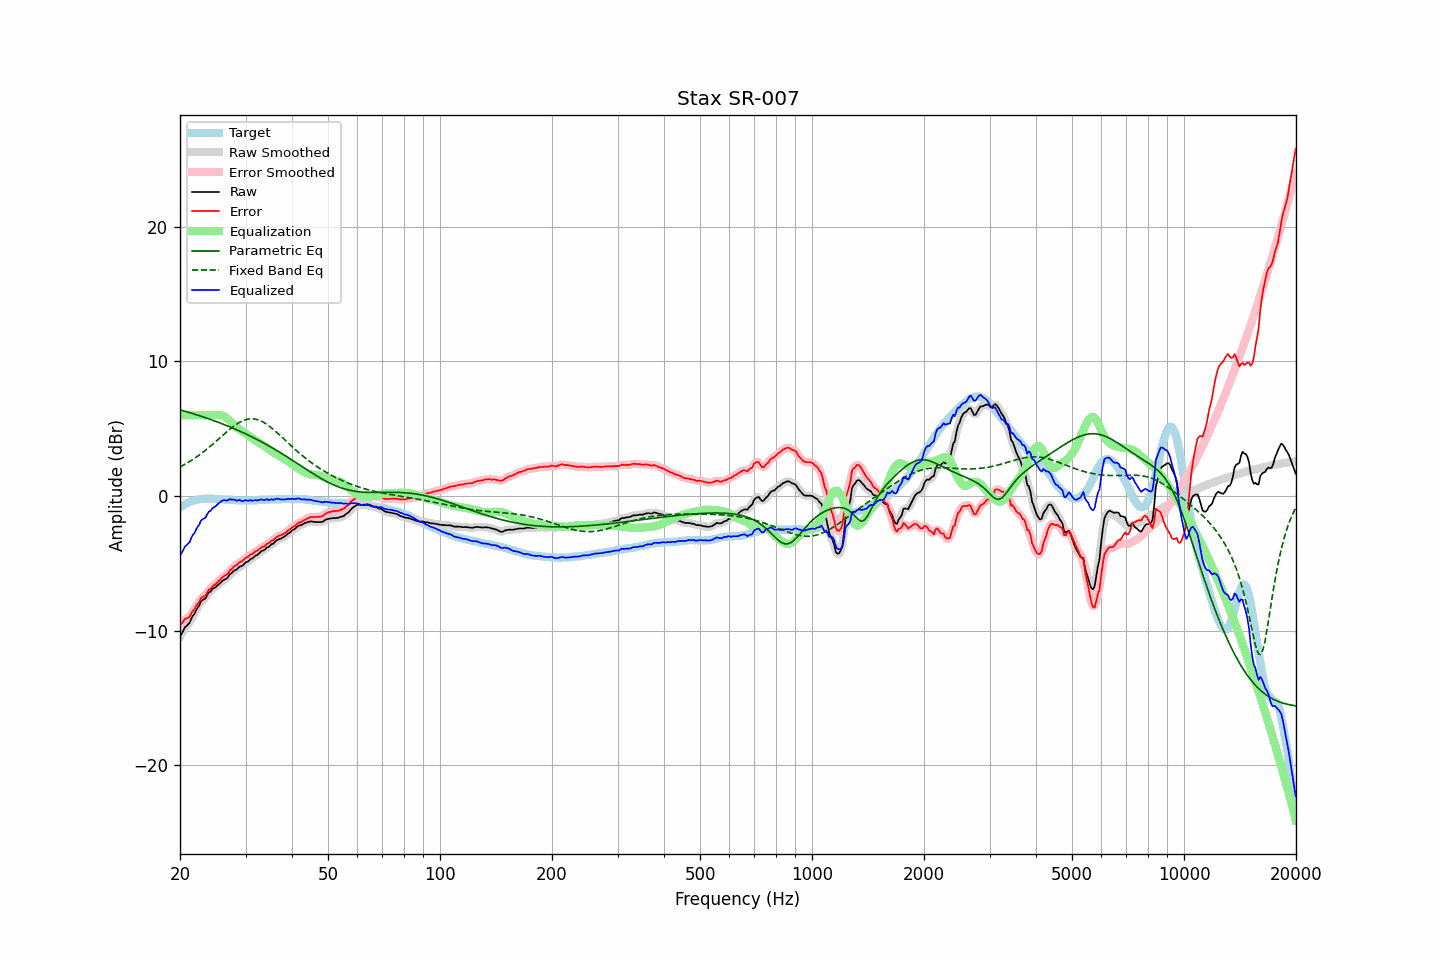 Stax SR-007
Target
Raw Smoothed
Error Smoothed
Raw
Error
Equalization
Parametric Eq
Fixed Band Eq
Equalized
Amplitude (dBr)
20
10
0
−10
−20
20 50 100 200 500 1000 2000 5000 10000 20000
Frequency (Hz)